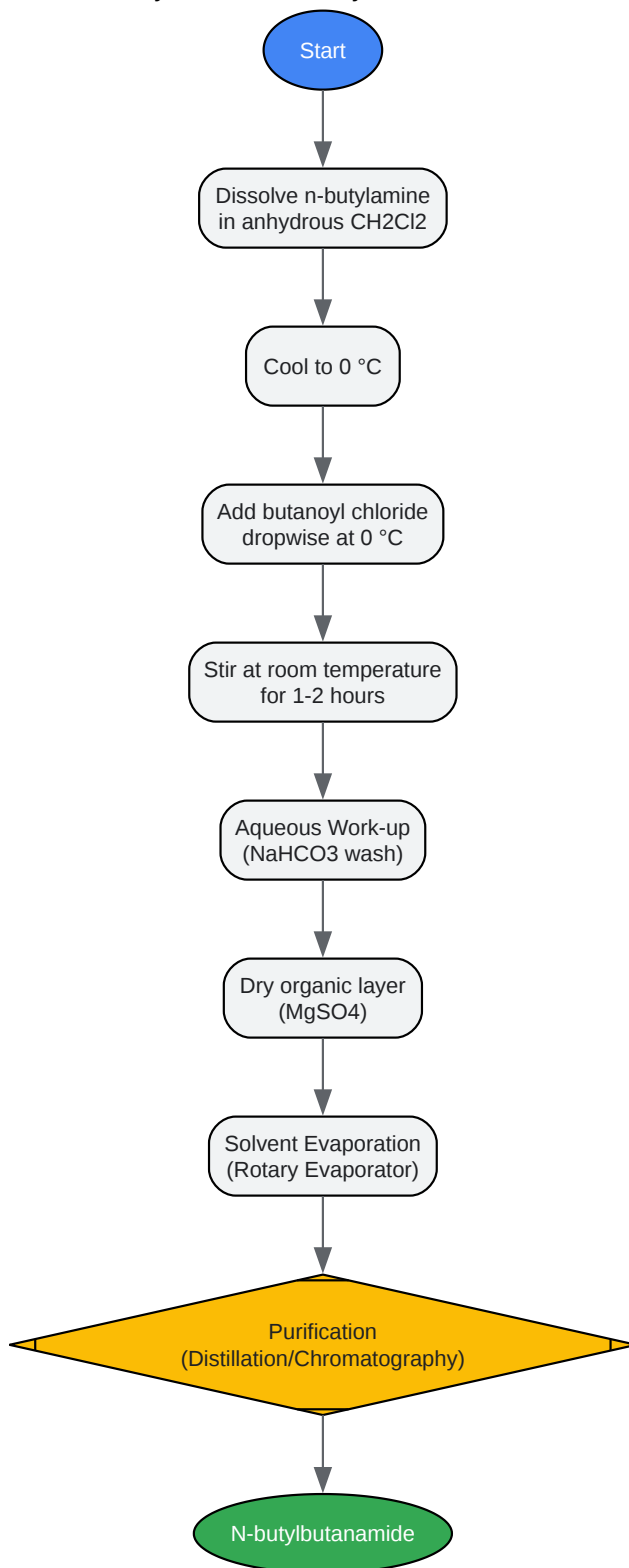 Start
Dissolve n-butylamine
in anhydrous CH2Cl2
Cool to 0 °C
Add butanoyl chloride
dropwise at 0 °C
Stir at room temperature
for 1-2 hours
Aqueous Work-up
(NaHCO3 wash)
Dry organic layer
(MgSO4)
Solvent Evaporation
(Rotary Evaporator)
Purification
(Distillation/Chromatography)
N-butylbutanamide